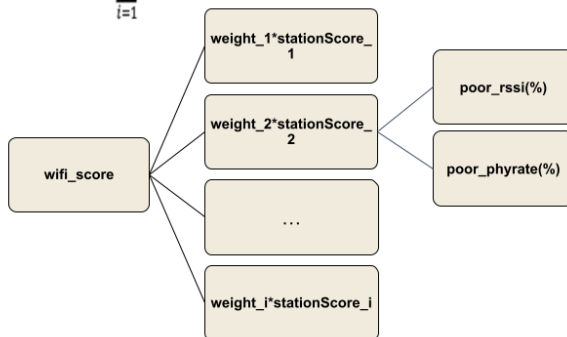 i=1
weight_1*stationScore_
1
poor_rssi(%)
weight_2*stationScore_
2
poor_phyrate(%)
wifi_score
...
weight_i*stationScore_i